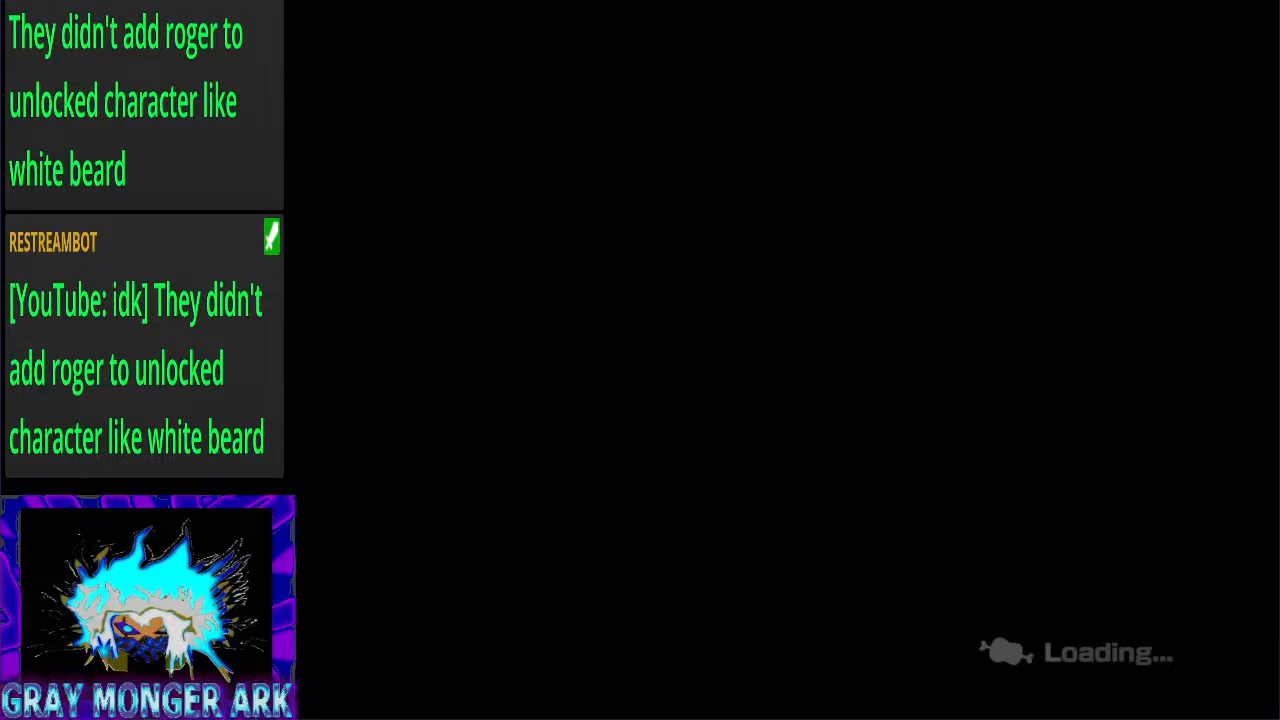 They didn't add roger to
unlocked character like
white beard
RESTREAMBOT
[YouTube: idk] They didn't
add roger to unlocked
character like white beard
GRAY MONGER ARK
Loading...